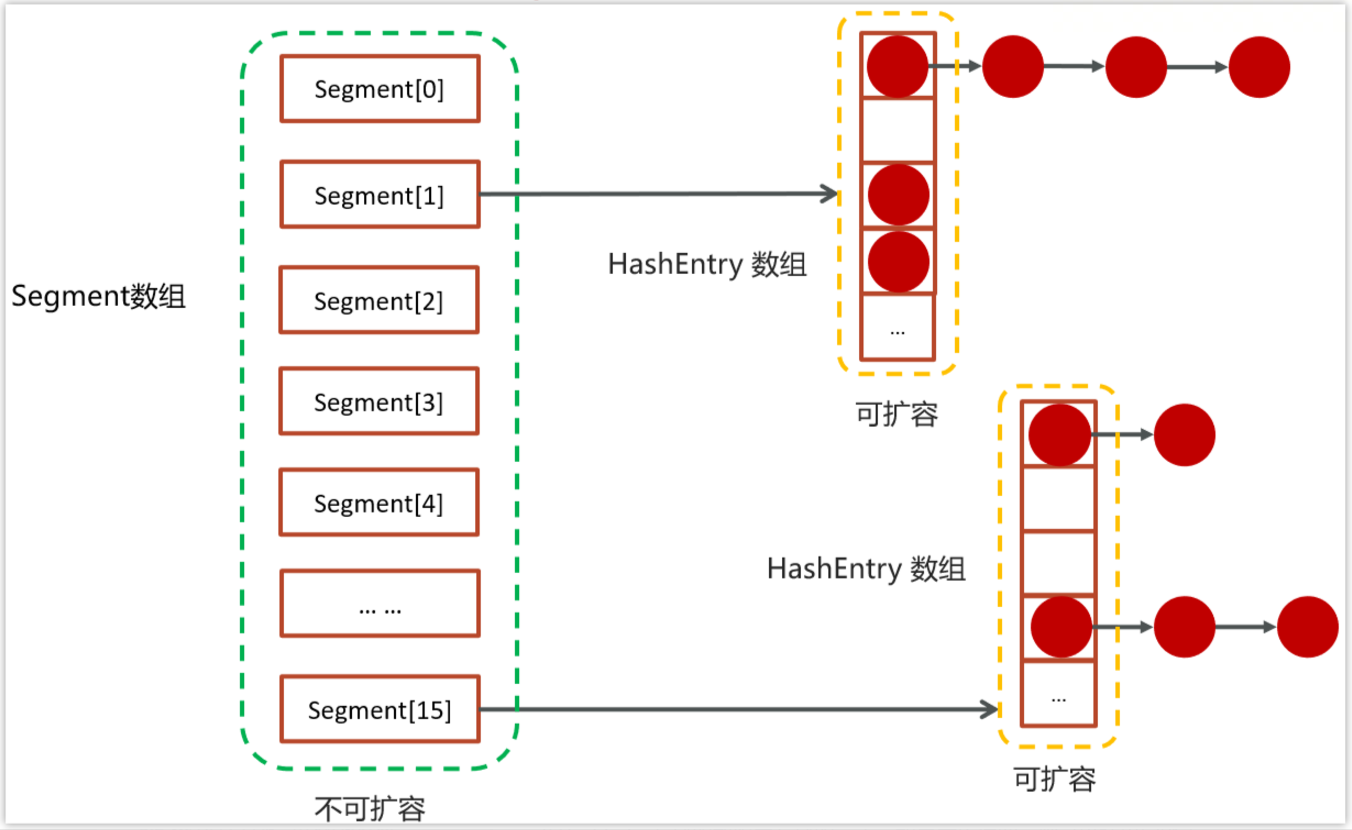 Segment数组
Segment[0]
Segment[1]
Segment[2]
Segment[3]
Segment[4]
... ...
Segment[15]
不可扩容
HashEntry 数组
...
可扩容
HashEntry 数组
...
可扩容